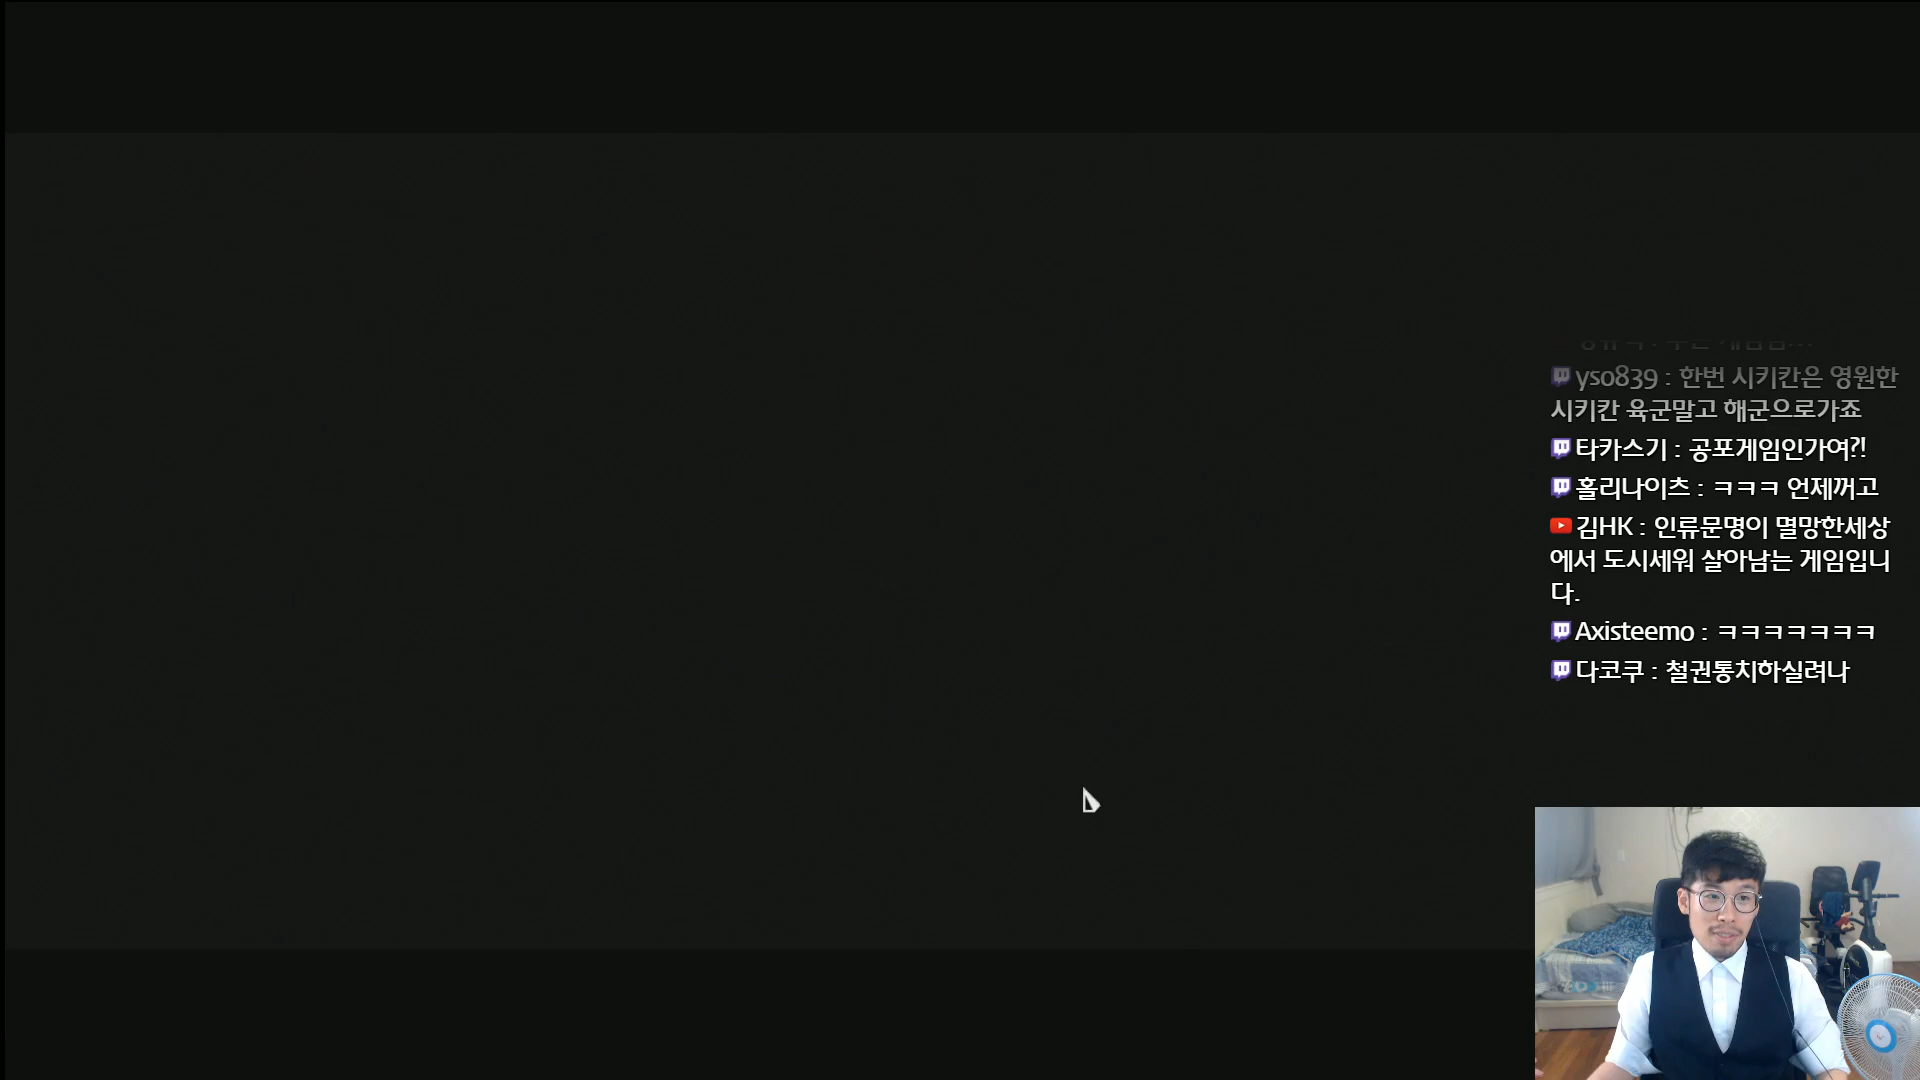 yso839 : 한번 시키칸은 영원한
시키칸 육군말고 해군으로가죠
타카스기 : 공포게임인가여?!
홀리나이츠 : ㅋㅋㅋ 언제꺼고
김HK : 인류문명이 멸망한세상
에서 도시세워 살아남는 게임입니
다.
Axisteemo : ㅋㅋㅋㅋㅋㅋㅋ
다코쿠 : 철권통치하실려나